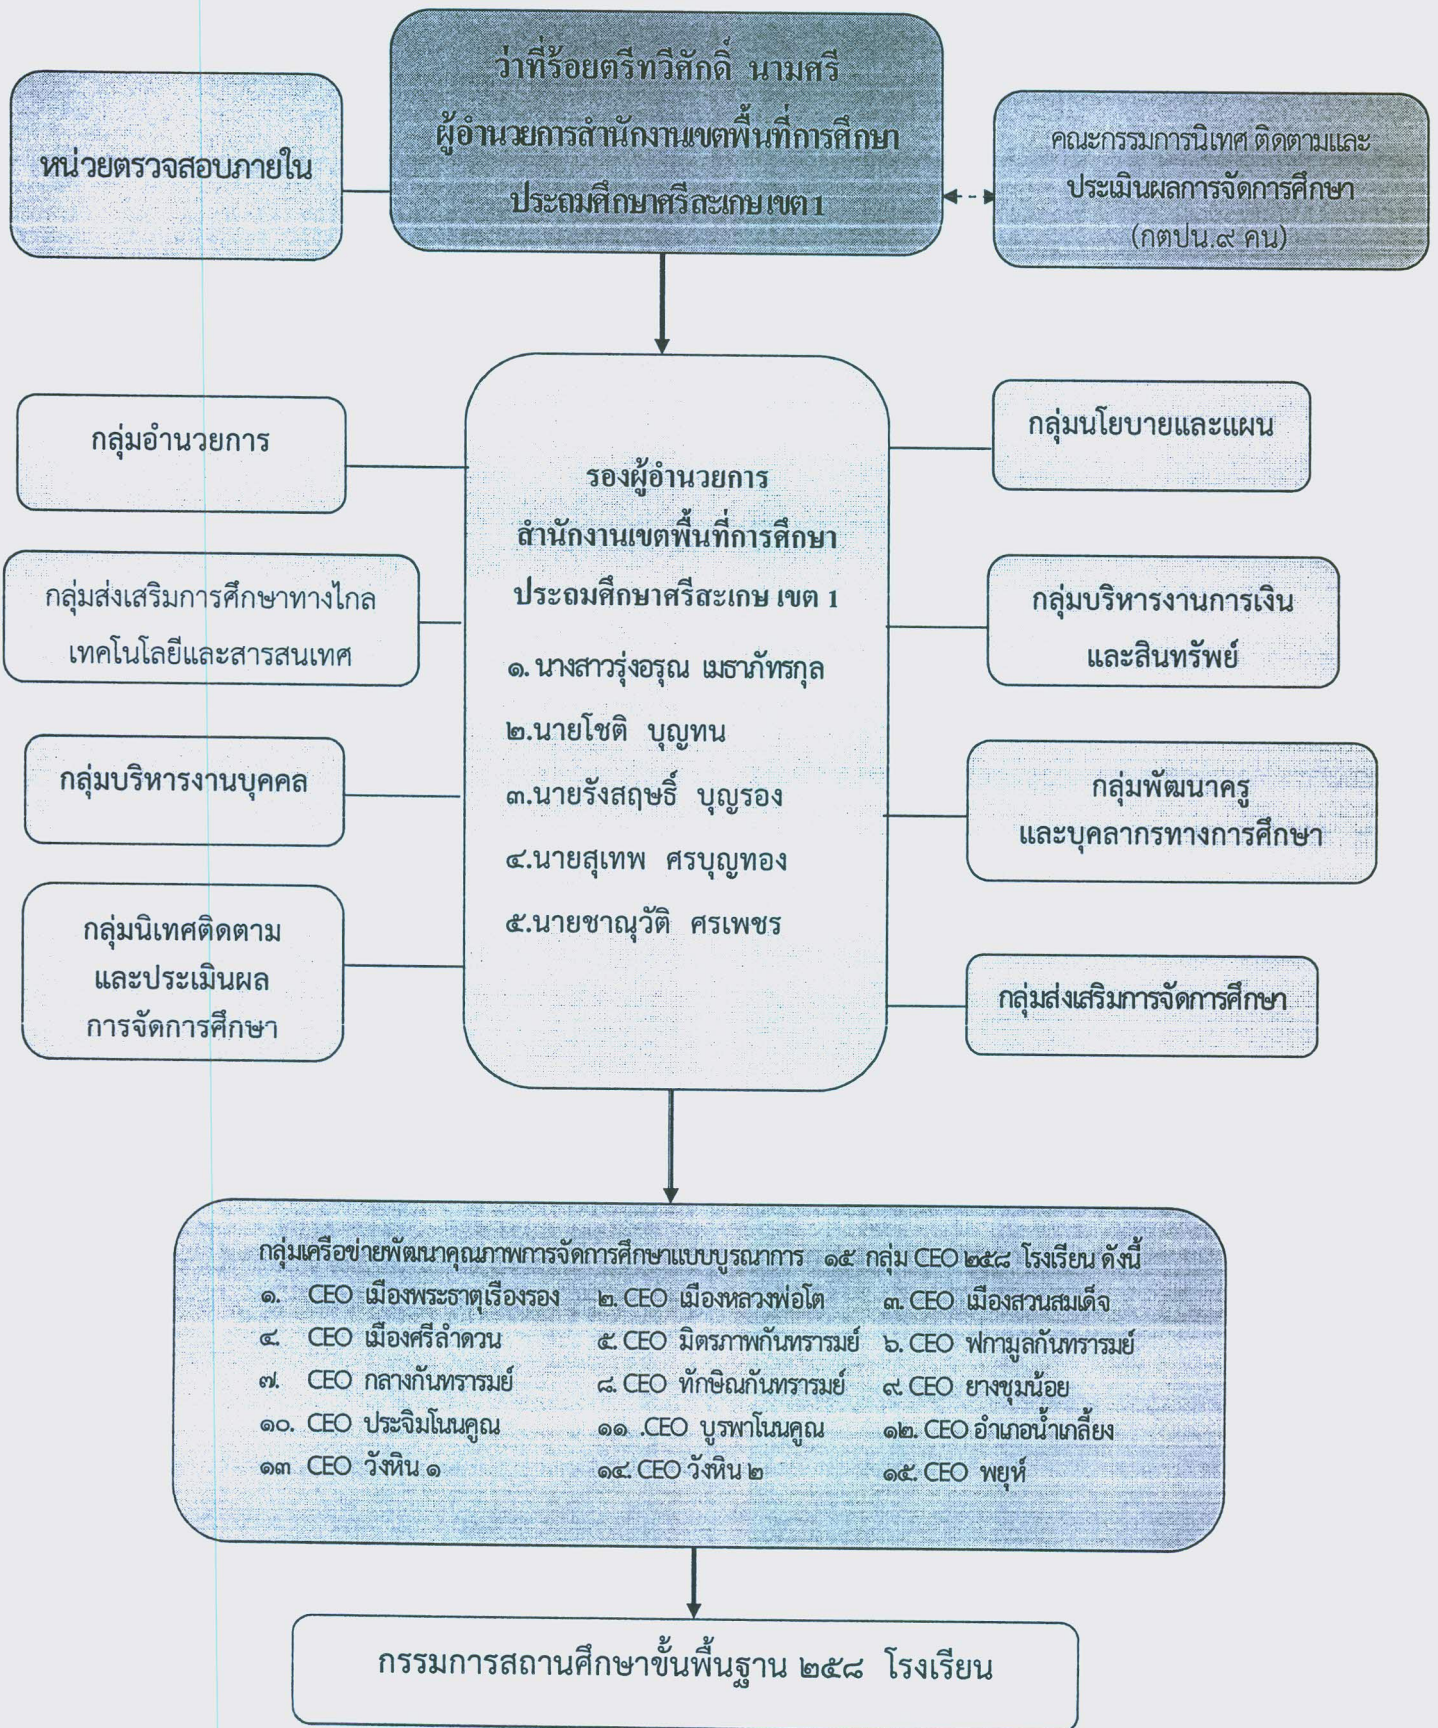 ว่าที่ร้อยตรีทวีศักดิ์ นามศรี
ผู้อำนวยการสำนักงานเขตพื้นที่การศึกษา
ประถมศึกษาศรีสะเกษ เขต 1
หน่วยตรวจสอบภายใน
คณะกรรมการนิเทศ ติดตามและ
ประเมินผลการจัดการศึกษา
(กตปน.๙ คน)
กลุ่มอำนวยการ
กลุ่มส่งเสริมการศึกษาทางไกล
เทคโนโลยีและสารสนเทศ
กลุ่มบริหารงานบุคคล
กลุ่มนิเทศติดตาม
และประเมินผล
การจัดการศึกษา
รองผู้อำนวยการ
สำนักงานเขตพื้นที่การศึกษา
ประถมศึกษาศรีสะเกษ เขต 1
๑. นางสาวรุ่งอรุณ เมธาภัทรกุล
๒.นายโชติ บุญทน
๓.นายรังสฤษธิ์ บุญรอง
๔.นายสุเทพ ศรบุญทอง
๕.นายชาณุวัติ ศรเพชร
กลุ่มนโยบายและแผน
กลุ่มบริหารงานการเงิน
และสินทรัพย์
กลุ่มพัฒนาครู
และบุคลากรทางการศึกษา
กลุ่มส่งเสริมการจัดการศึกษา
กลุ่มเครือข่ายพัฒนาคุณภาพการจัดการศึกษาแบบบูรณาการ ๑๕ กลุ่ม CEO ๒๕๘ โรงเรียน ดังนี้
๑. CEO เมืองพระธาตุเรืองรอง ๒. CEO เมืองหลวงพ่อโต ๓. CEO เมืองสวนสมเด็จ
๔. CEO เมืองศรีลำดวน ๕. CEO มิตรภาพกันทรารมย์ ๖. CEO ฟกามูลกันทรารมย์
๗. CEO กลางกันทรารมย์ ๘. CEO ทักษิณกันทรารมย์ ๙. CEO ยางชุมน้อย
๑๐. CEO ประจิมโนนคูณ ๑๑ .CEO บูรพาโนนคูณ ๑๒. CEO อำเภอน้ำเกลี้ยง
๑๓ CEO วังหิน ๑ ๑๔. CEO วังหิน ๒ ๑๕. CEO พยุห์
กรรมการสถานศึกษาขั้นพื้นฐาน ๒๕๘ โรงเรียน